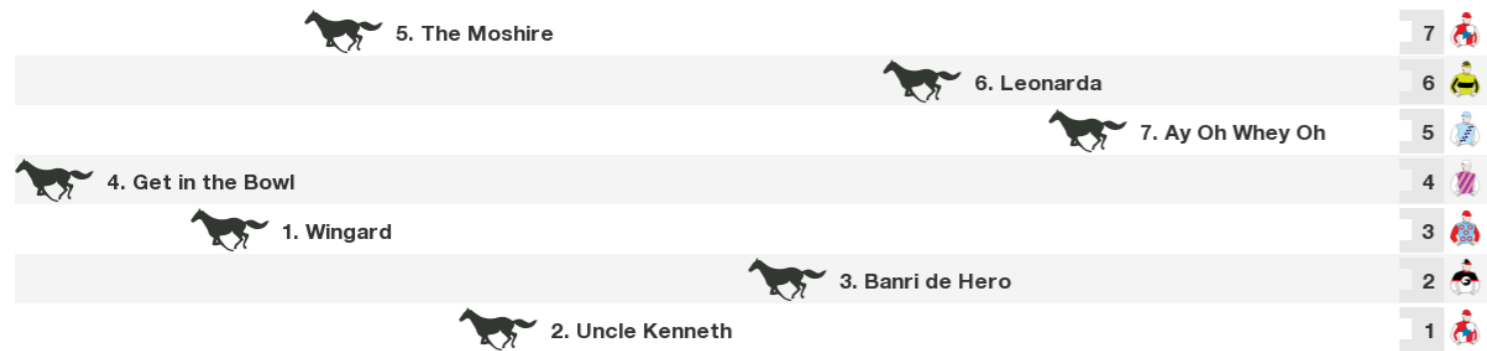 5. The Moshire 7
6. Leonarda 6
7. Ay Oh Whey Oh 5
4. Get in the Bowl 4
1. Wingard 3
3. Banri de Hero 2
2. Uncle Kenneth 1